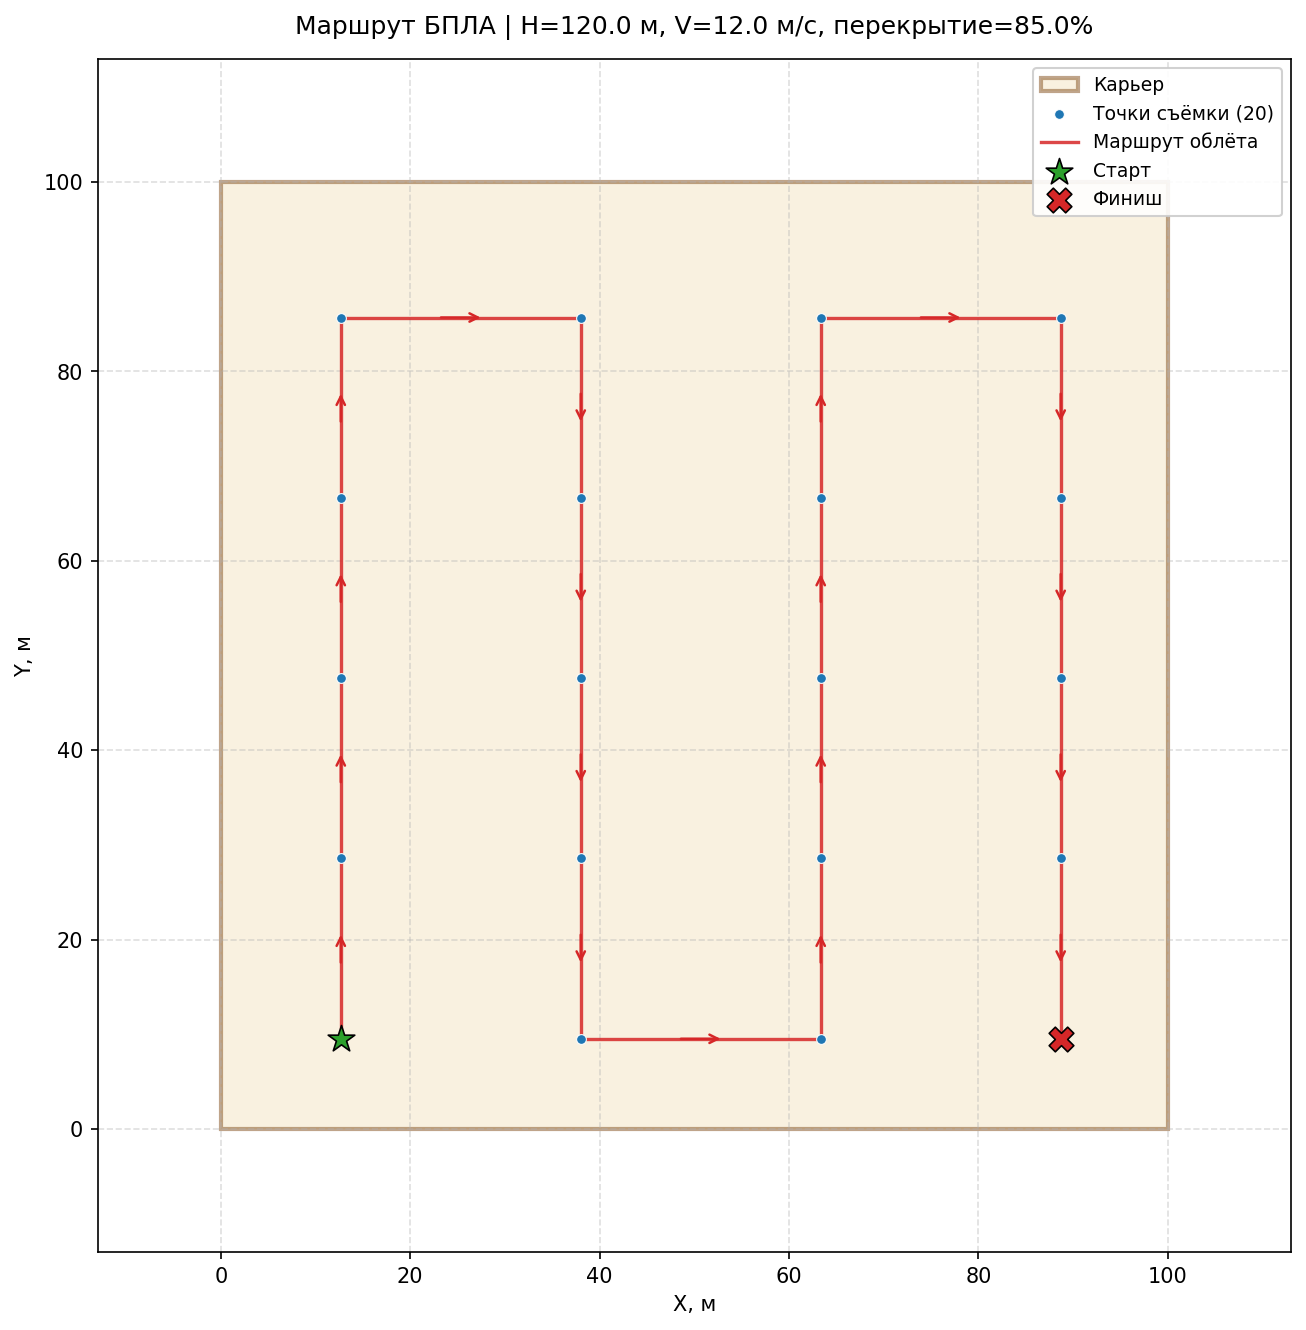 Маршрут БПЛА | H=120.0 м, V=12.0 м/с, перекрытие=85.0%
Карьер
Точки съёмки (20)
Маршрут облёта
Старт
Финиш
100
80
60
40
20
0
Y, м
0 20 40 60 80 100
X, м